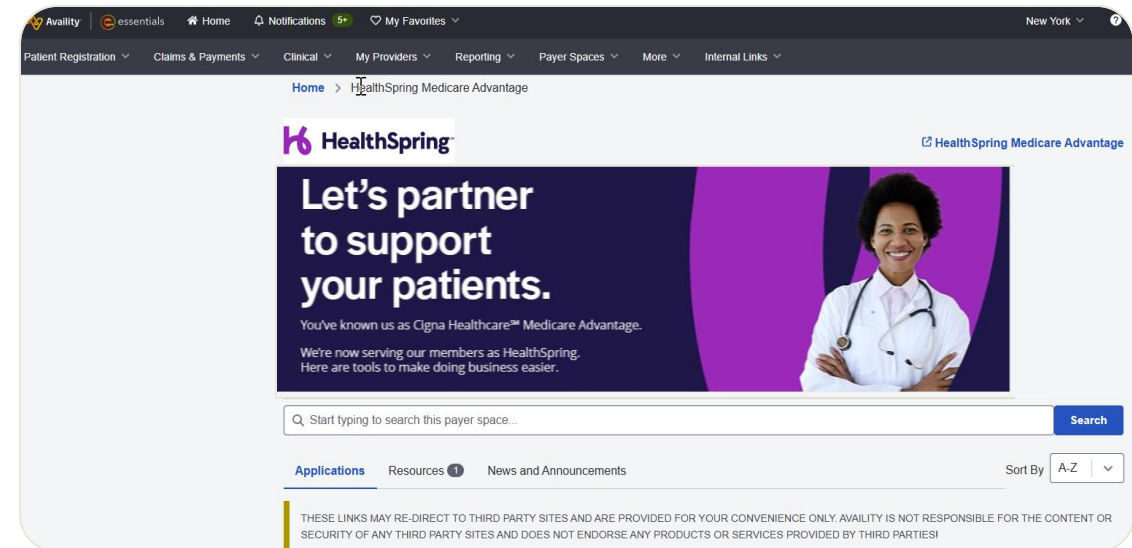 Availity essentials Home Notifications 5+ My Favorites New York ?
Patient Registration Claims & Payments Clinical My Providers Reporting Payer Spaces More Internal Links
Home > HealthSpring Medicare Advantage
HealthSpring℠
HealthSpring Medicare Advantage
Let's partner
to support
your patients.
You've known us as Cigna Healthcare℠ Medicare Advantage.
We're now serving our members as HealthSpring.
Here are tools to make doing business easier.
Start typing to search this payer space...
Search
Applications Resources 1 News and Announcements Sort By A-Z
THESE LINKS MAY RE-DIRECT TO THIRD PARTY SITES AND ARE PROVIDED FOR YOUR CONVENIENCE ONLY. AVAILITY IS NOT RESPONSIBLE FOR THE CONTENT OR
SECURITY OF ANY THIRD PARTY SITES AND DOES NOT ENDORSE ANY PRODUCTS OR SERVICES PROVIDED BY THIRD PARTIES!